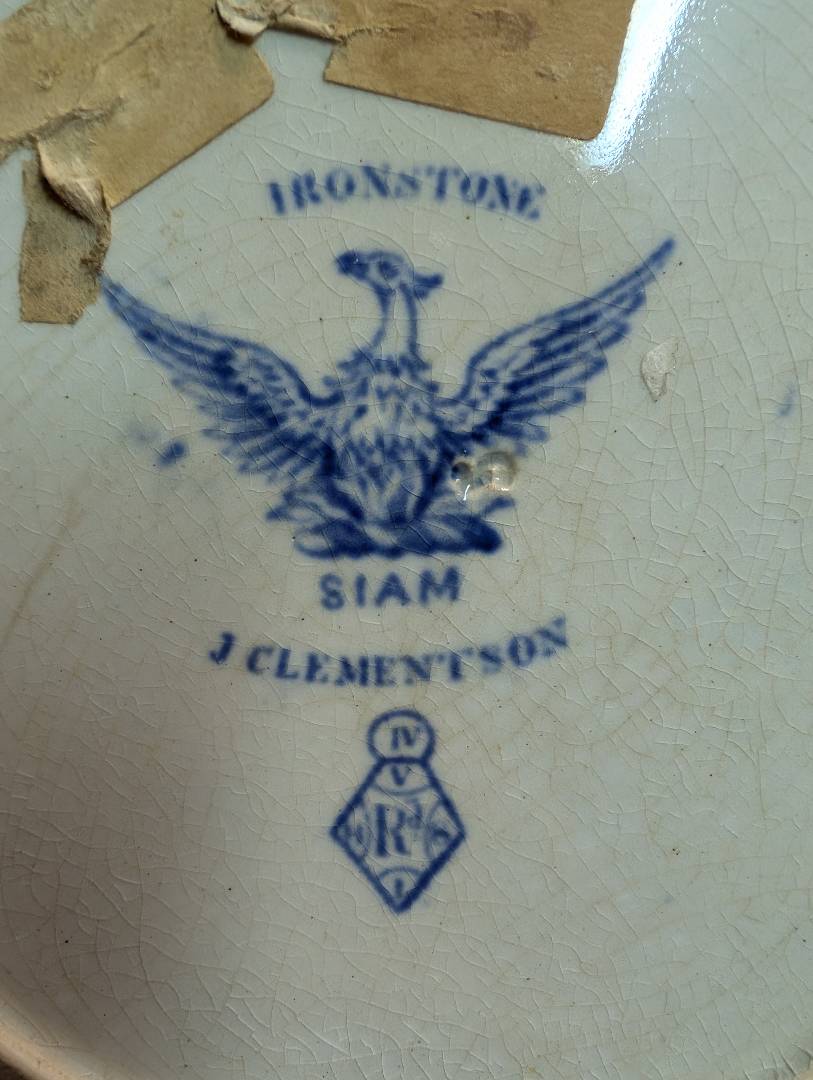 IRONSTONE
SIAM
J CLEMENTSON
IV
V
Rd